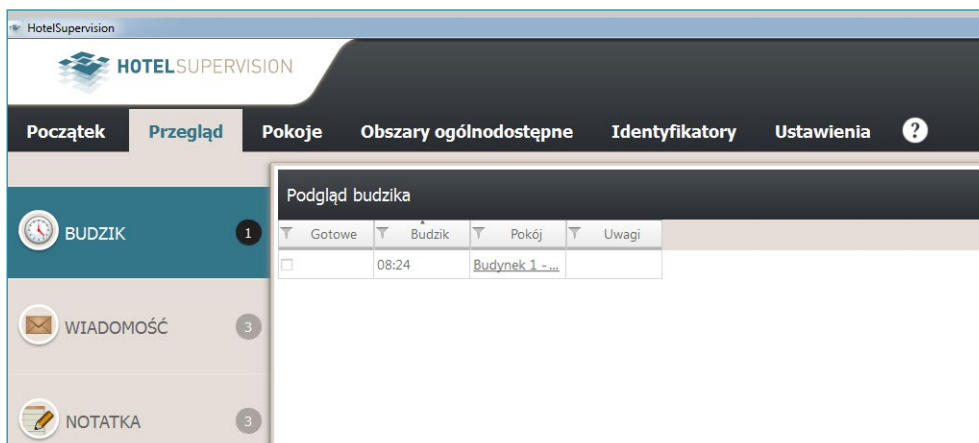 HotelSupervision
HOTELSUPERVISION
Początek Przegląd Pokoje Obszary ogólnodostępne Identyfikatory Ustawienia ?
Podgląd budzika
BUDZIK 1
Gotowe Budzik Pokój Uwagi
08:24 Budynek 1 -...
WIADOMOŚĆ 3
NOTATKA 3